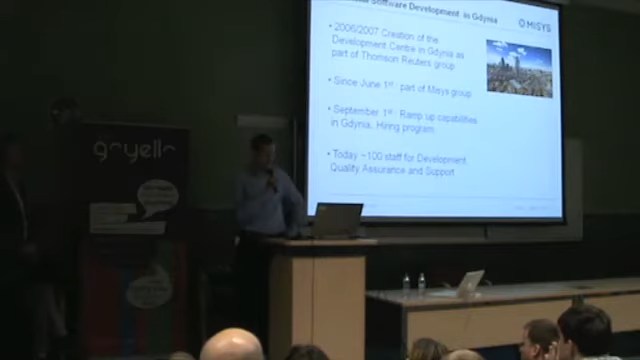 Software Development in Gdynia
MISYS
• 2006/2007 Creation of the
Development Centre in Gdynia as
part of Thomson Reuters group
• Since June 1st: part of Misys group
• September 1st: Ramp up capabilities
in Gdynia, Hiring program
• Today ~100 staff for Development,
Quality Assurance and Support
goyello